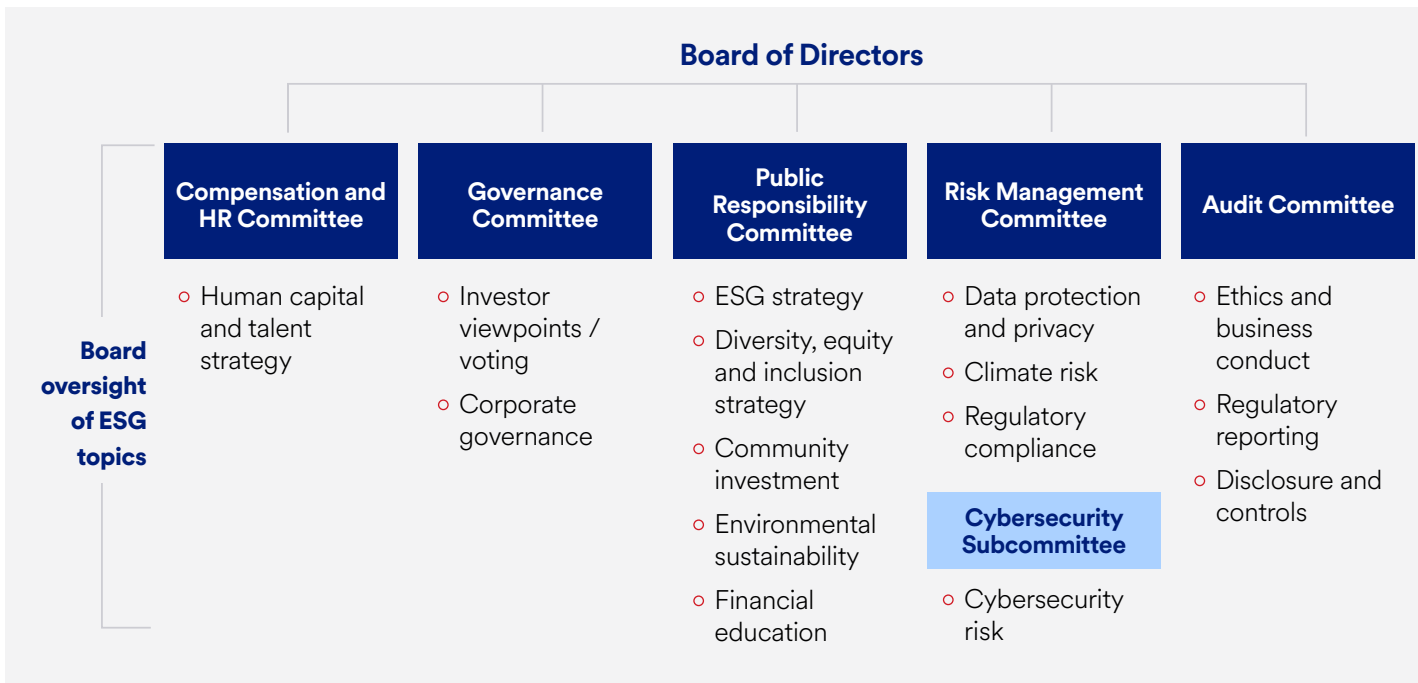 Board of Directors
Board
oversight
of ESG
topics
Compensation and
HR Committee
Human capital
and talent
strategy
Governance
Committee
Investor
viewpoints /
voting
Corporate
governance
Public
Responsibility
Committee
ESG strategy
Diversity, equity
and inclusion
strategy
Community
investment
Environmental
sustainability
Financial
education
Risk Management
Committee
Data protection
and privacy
Climate risk
Regulatory
compliance
Cybersecurity
Subcommittee
Cybersecurity
risk
Audit Committee
Ethics and
business
conduct
Regulatory
reporting
Disclosure and
controls